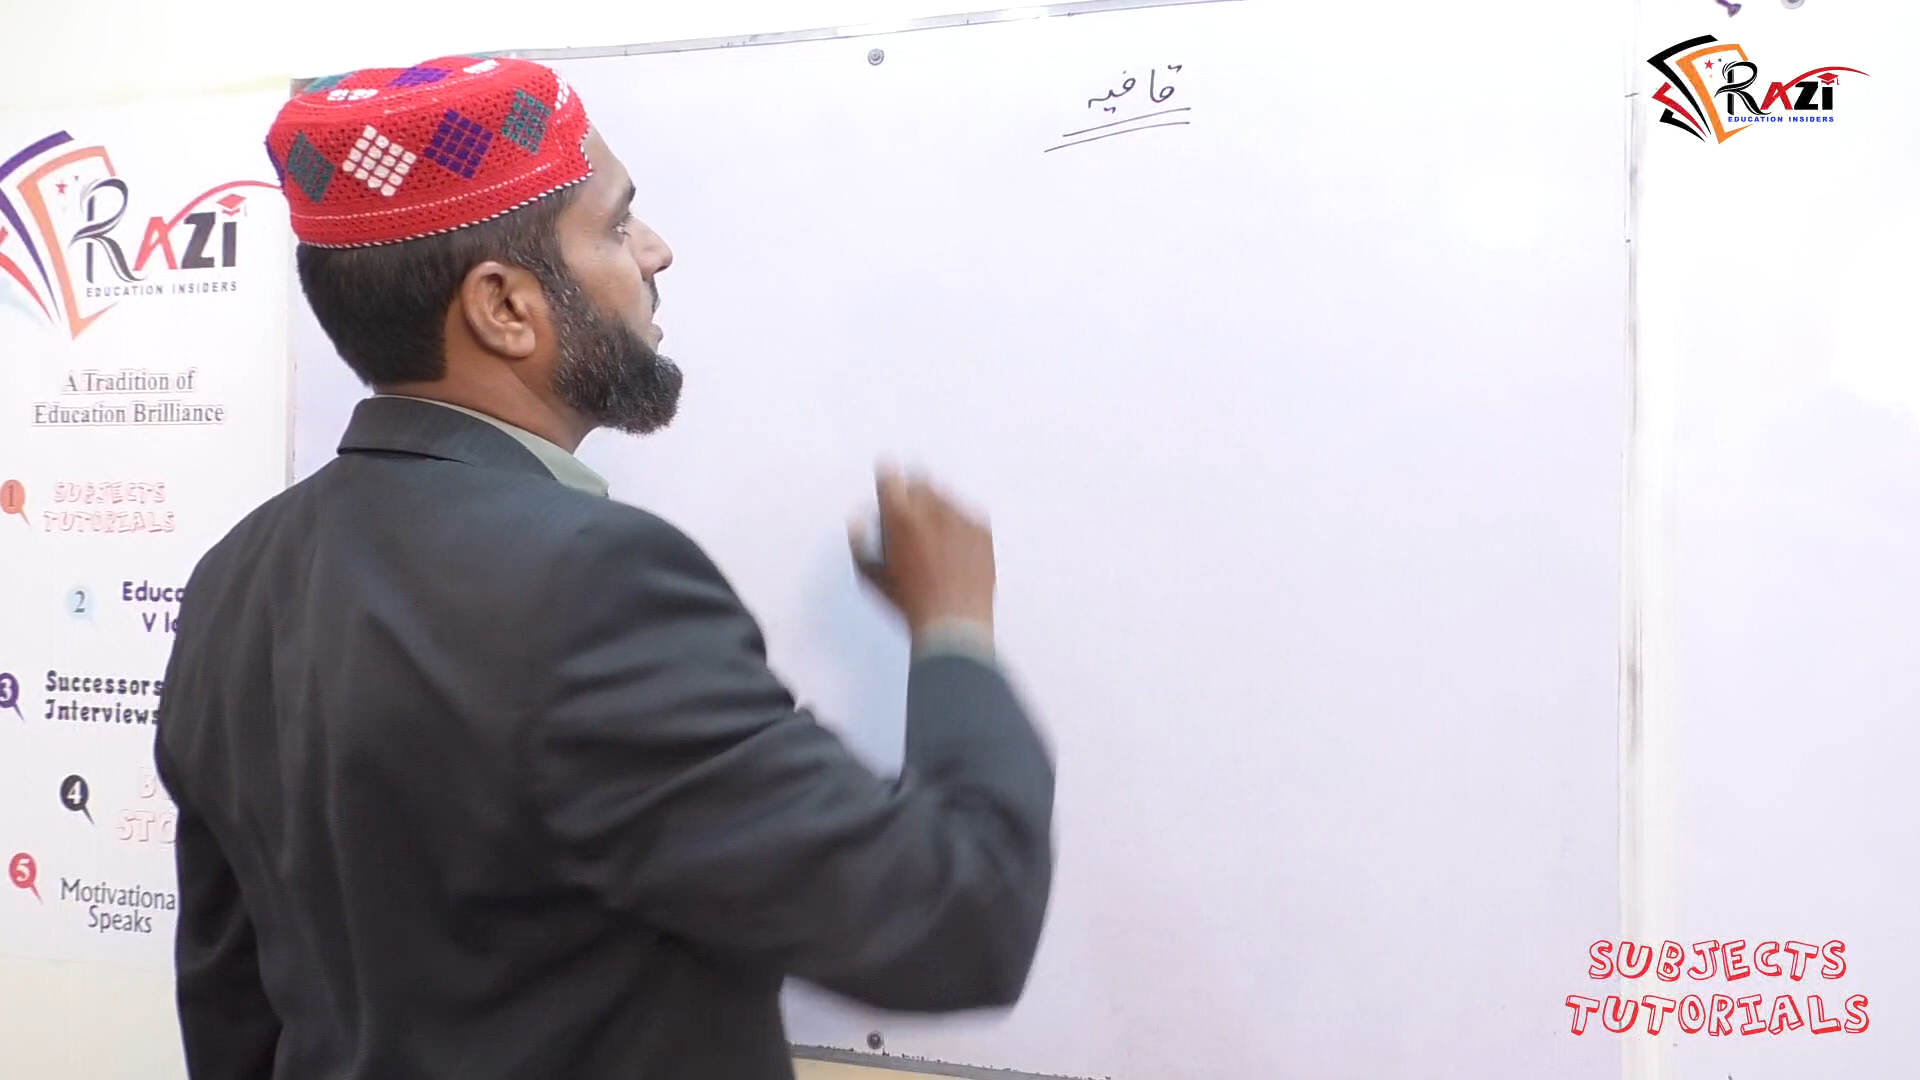 قافیہ
RAZI
EDUCATION INSIDERS
RAZI
EDUCATION INSIDERS
A Tradition of
Education Brilliance
1
SUBJECTS
TUTORIALS
2
3
Successors
Interviews
4
5
Speaks
SUBJECTS
TUTORIALS